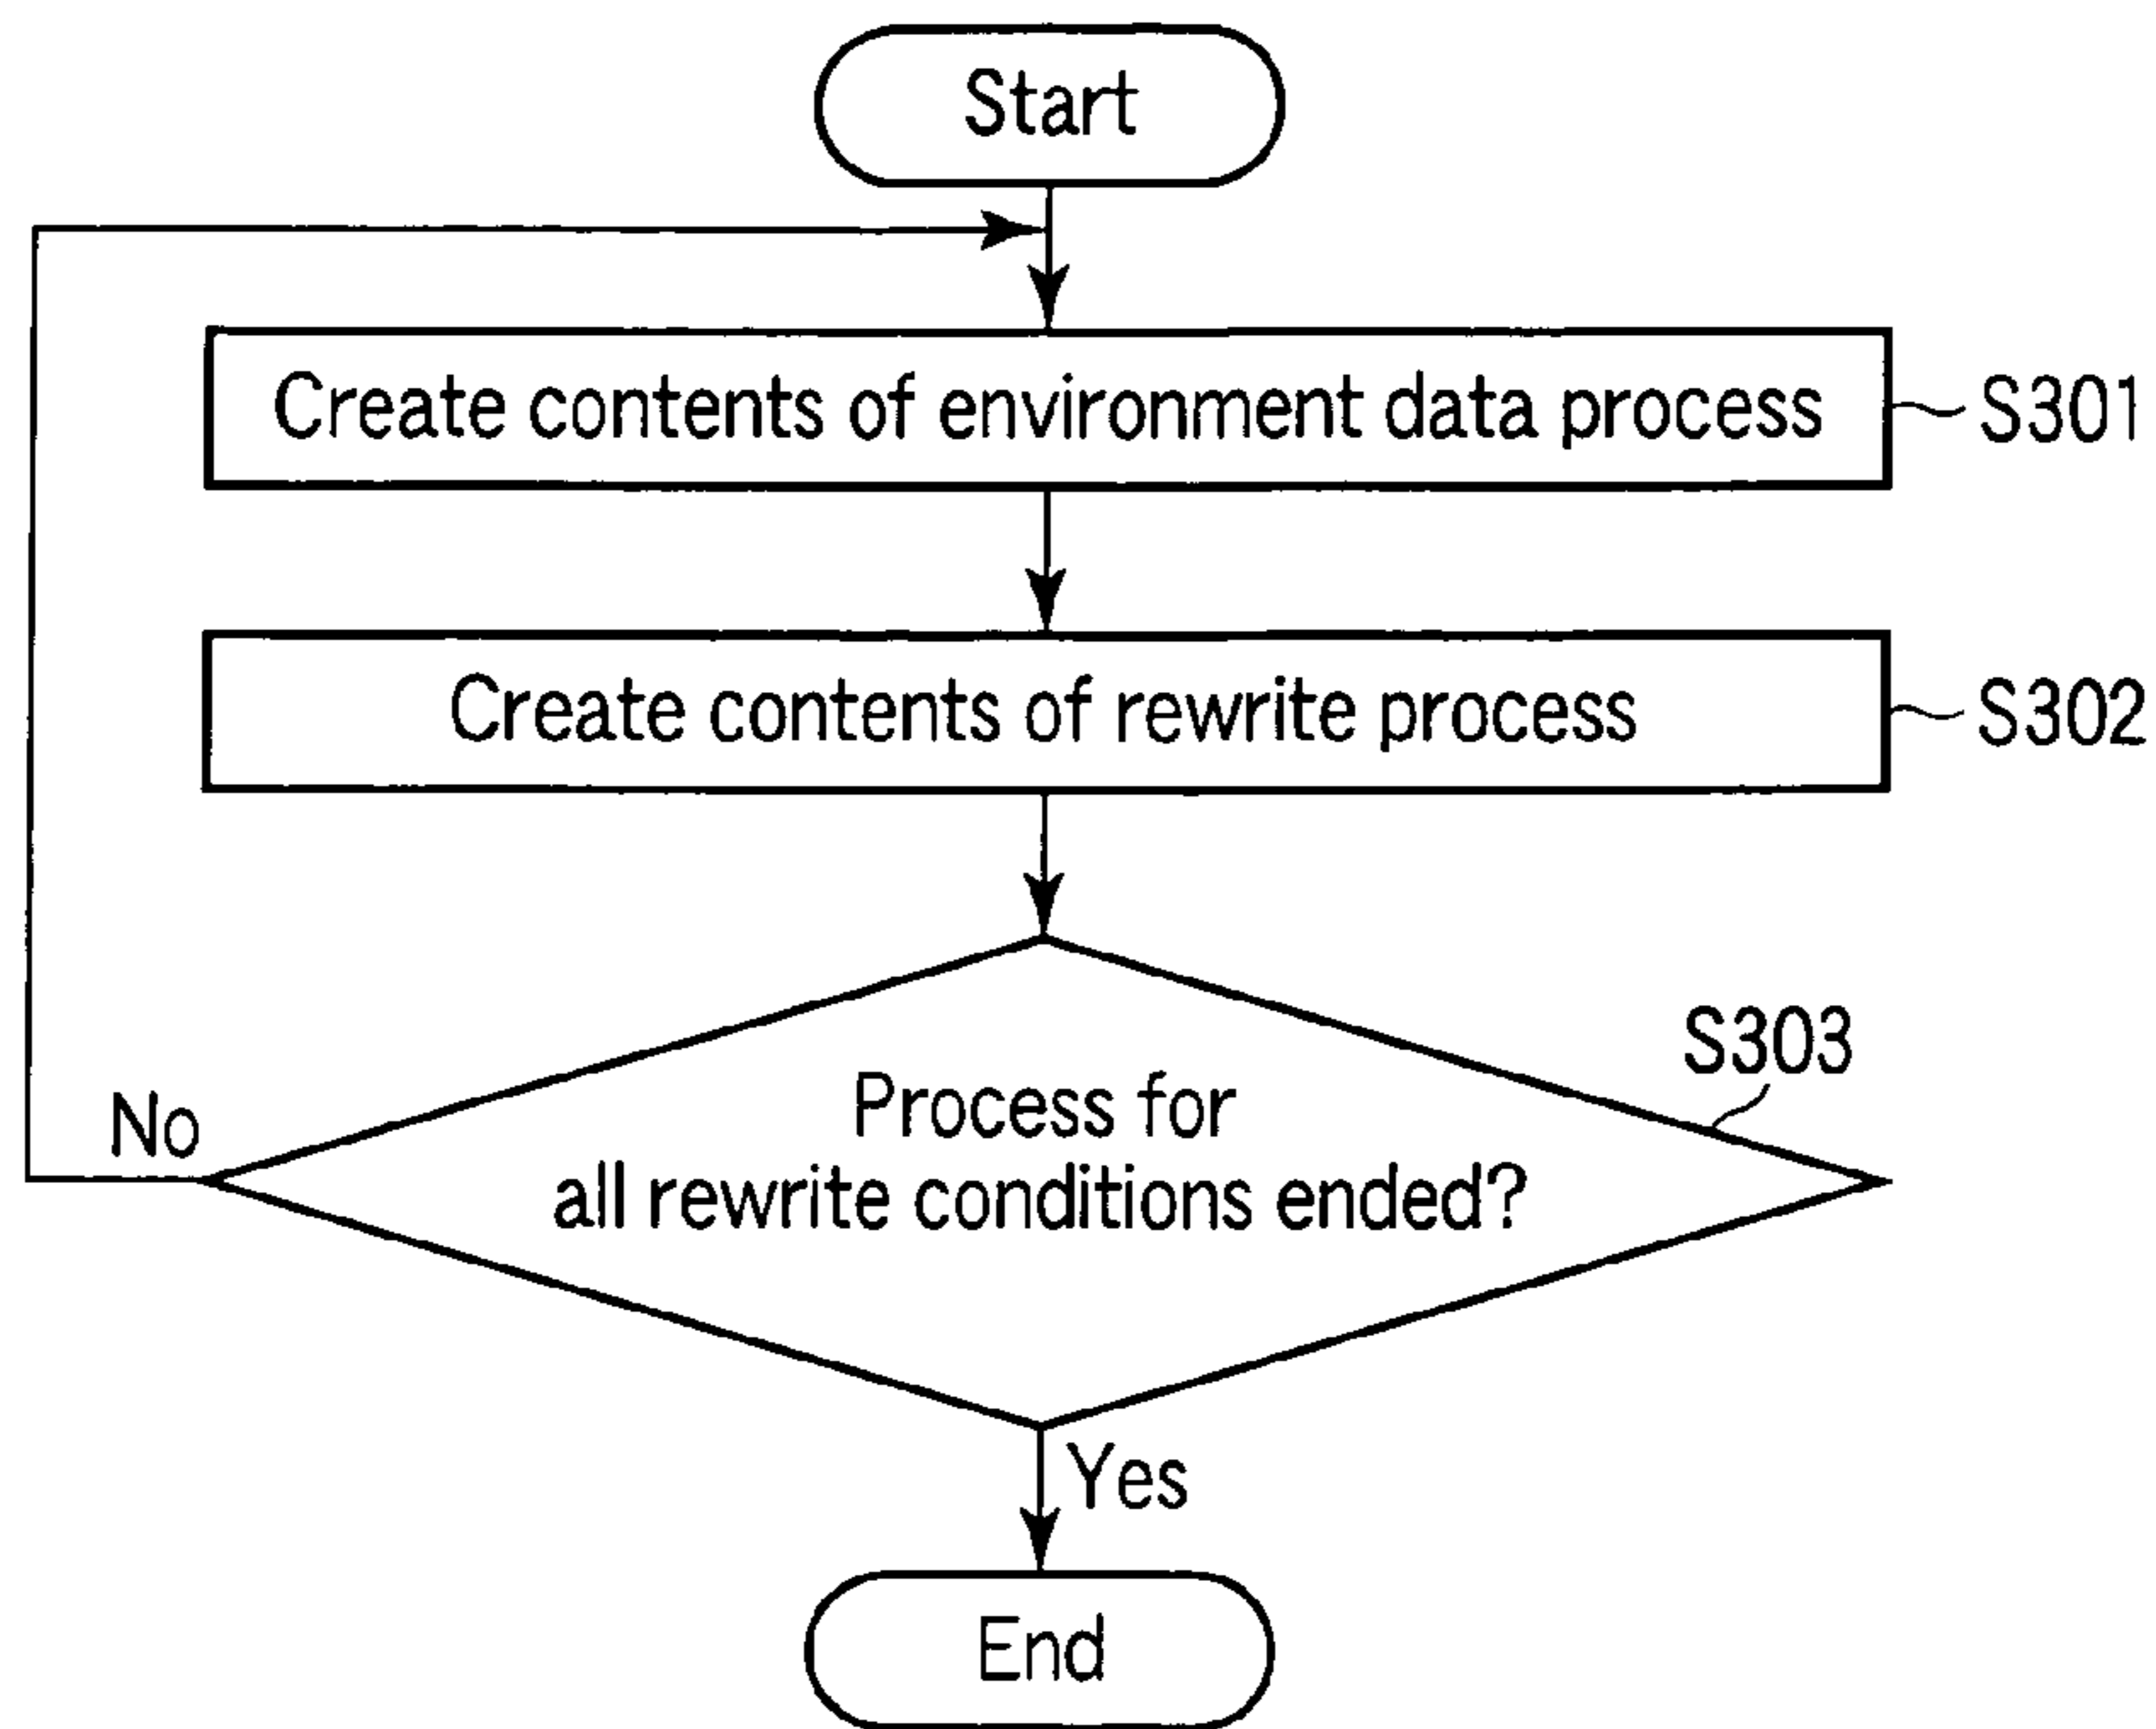 Start
Create contents of environment data process
S301
Create contents of rewrite process
S302
S303
Process for
all rewrite conditions ended?
No
Yes
End